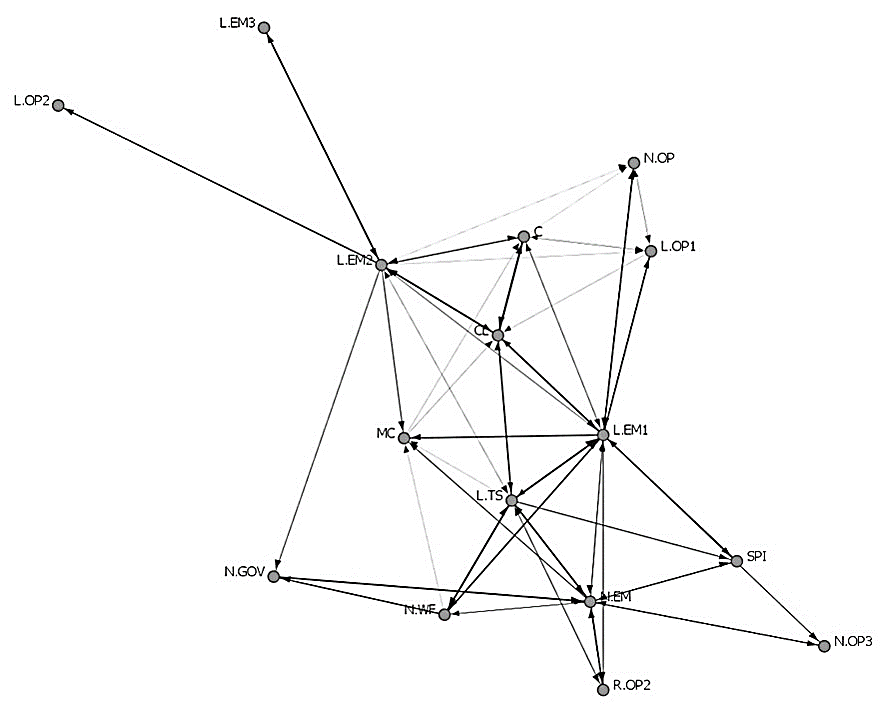 L.EM3
L.OP2
N.OP
C
L.OP1
L.EM2
CL
MC
L.EM1
L.TS
SPI
N.GOV
N.WF
N.EM
N.OP3
R.OP2